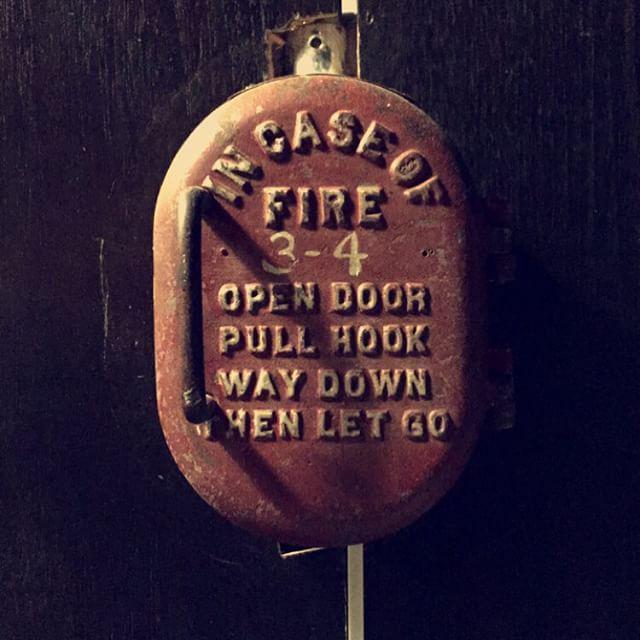 IN CASE OF
FIRE
3-4
OPEN DOOR
PULL HOOK
WAY DOWN
THEN LET GO